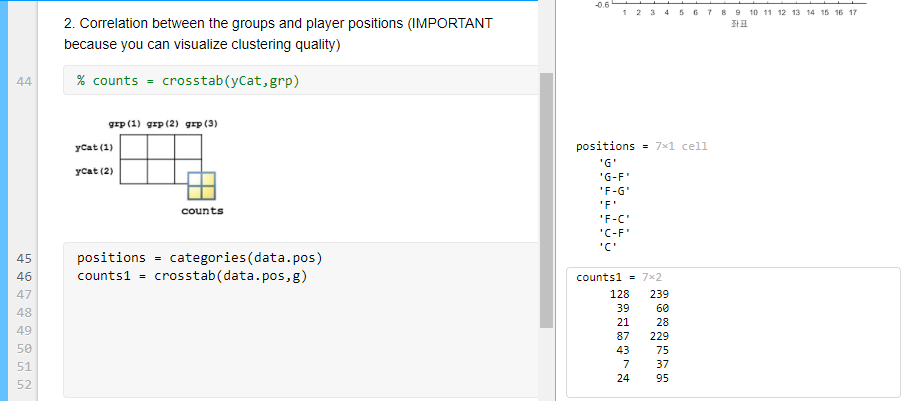 2. Correlation between the groups and player positions (IMPORTANT
because you can visualize clustering quality)
44
% counts = crosstab(yCat,grp)
grp(1) grp(2) grp(3)
yCat(1)
yCat(2)
counts
45 positions = categories(data.pos)
46 counts1 = crosstab(data.pos,g)
47
48
49
50
51
52
-0.6
1 2 3 4 5 6 7 8 9 10 11 12 13 14 15 16 17
좌표
positions = 7×1 cell
'G'
'G-F'
'F-G'
'F'
'F-C'
'C-F'
'C'
counts1 = 7×2
128 239
39 60
21 28
87 229
43 75
7 37
24 95